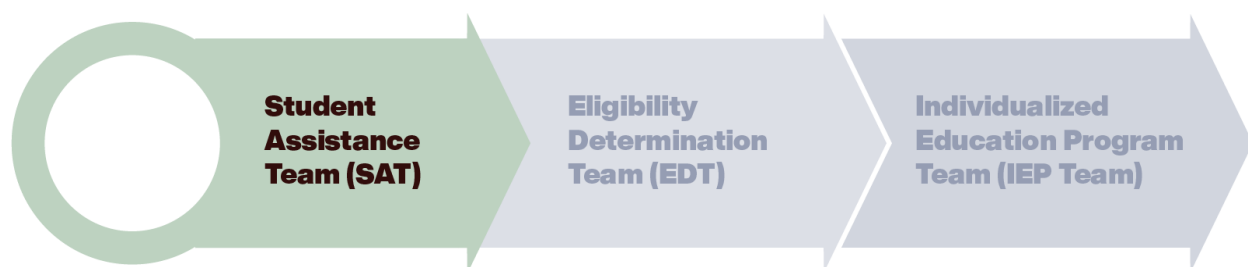 Student
Assistance
Team (SAT)
Eligibility
Determination
Team (EDT)
Individualized
Education Program
Team (IEP Team)